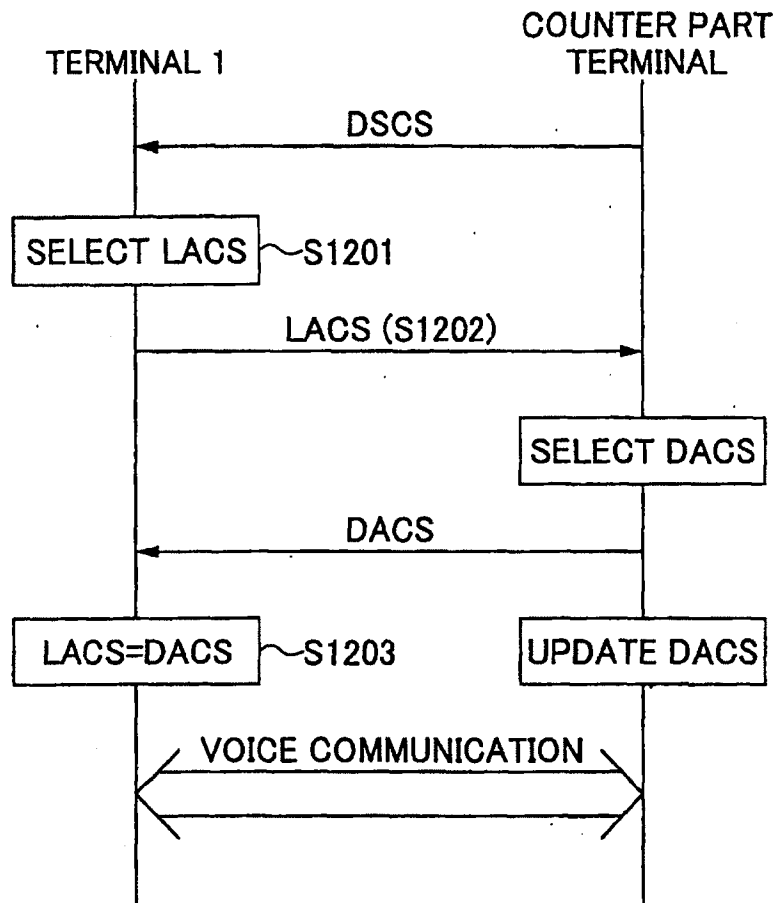 TERMINAL 1
COUNTER PART
TERMINAL
DSCS
SELECT LACS
S1201
LACS (S1202)
SELECT DACS
DACS
LACS=DACS
S1203
UPDATE DACS
VOICE COMMUNICATION